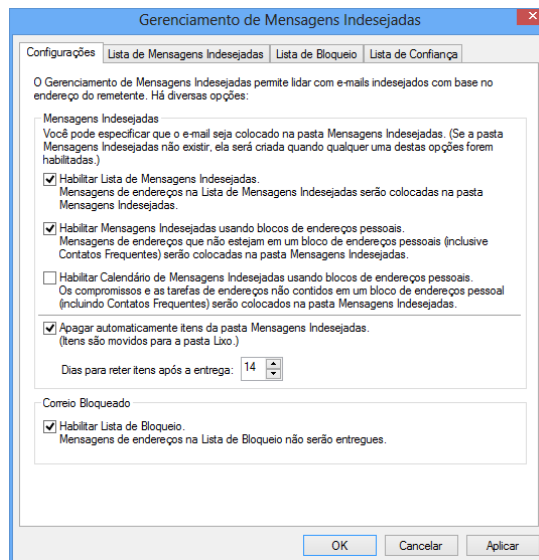 Gerenciamento de Mensagens Indesejadas
Configurações
Lista de Mensagens Indesejadas
Lista de Bloqueio
Lista de Confiança
O Gerenciamento de Mensagens Indesejadas permite lidar com e-mails indesejados com base no
endereço do remetente. Há diversas opções:
Mensagens Indesejadas
Você pode especificar que o e-mail seja colocado na pasta Mensagens Indesejadas. (Se a pasta
Mensagens Indesejadas não existir, ela será criada quando qualquer uma destas opções forem
habilitadas.)
Habilitar Lista de Mensagens Indesejadas.
Mensagens de endereços na Lista de Mensagens Indesejadas serão colocadas na pasta
Mensagens Indesejadas.
Habilitar Mensagens Indesejadas usando blocos de endereços pessoais.
Mensagens de endereços que não estejam em um bloco de endereços pessoais (inclusive
Contatos Frequentes) serão colocadas na pasta Mensagens Indesejadas.
Habilitar Calendário de Mensagens Indesejadas usando blocos de endereços pessoais.
Os compromissos e as tarefas de endereços não contidos em um bloco de endereços pessoal
(incluindo Contatos Frequentes) serão colocados na pasta Mensagens Indesejadas.
Apagar automaticamente itens da pasta Mensagens Indesejadas.
(Itens são movidos para a pasta Lixo.)
Dias para reter itens após a entrega: 14
Correio Bloqueado
Habilitar Lista de Bloqueio.
Mensagens de endereços na Lista de Bloqueio não serão entregues.
OK
Cancelar
Aplicar